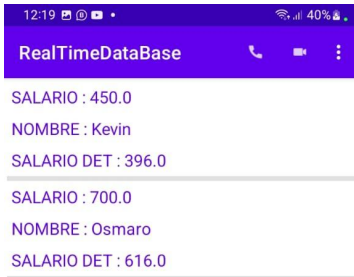 12:19
40%
RealTimeDataBase
SALARIO : 450.0
NOMBRE : Kevin
SALARIO DET : 396.0
SALARIO : 700.0
NOMBRE : Osmaro
SALARIO DET : 616.0